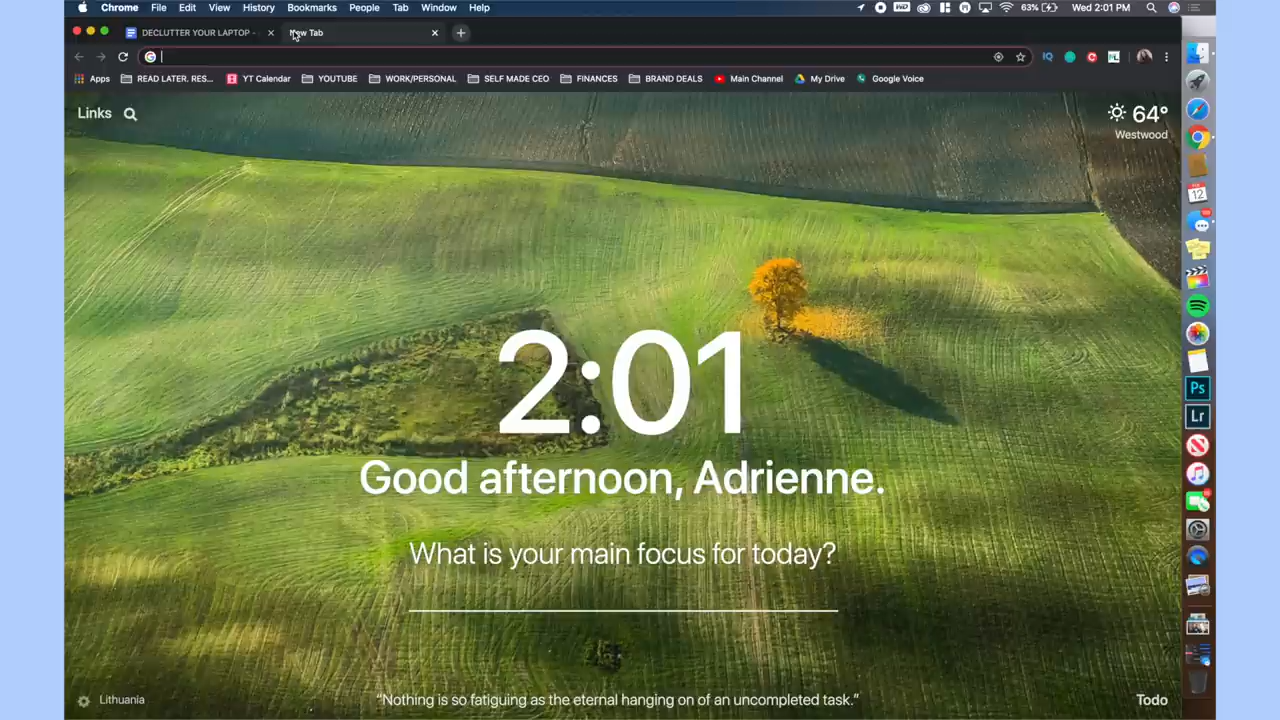 Chrome File Edit View History Bookmarks People Tab Window Help 63% Wed 2:01 PM
DECLUTTER YOUR LAPTOP - New Tab
Apps READ LATER. RES... YT Calendar YOUTUBE WORK/PERSONAL SELF MADE CEO FINANCES BRAND DEALS Main Channel My Drive Google Voice
Links 64°
Westwood
12
2:01
Good afternoon, Adrienne.
What is your main focus for today?
Ps
Lr
Lithuania "Nothing is so fatiguing as the eternal hanging on of an uncompleted task." Todo